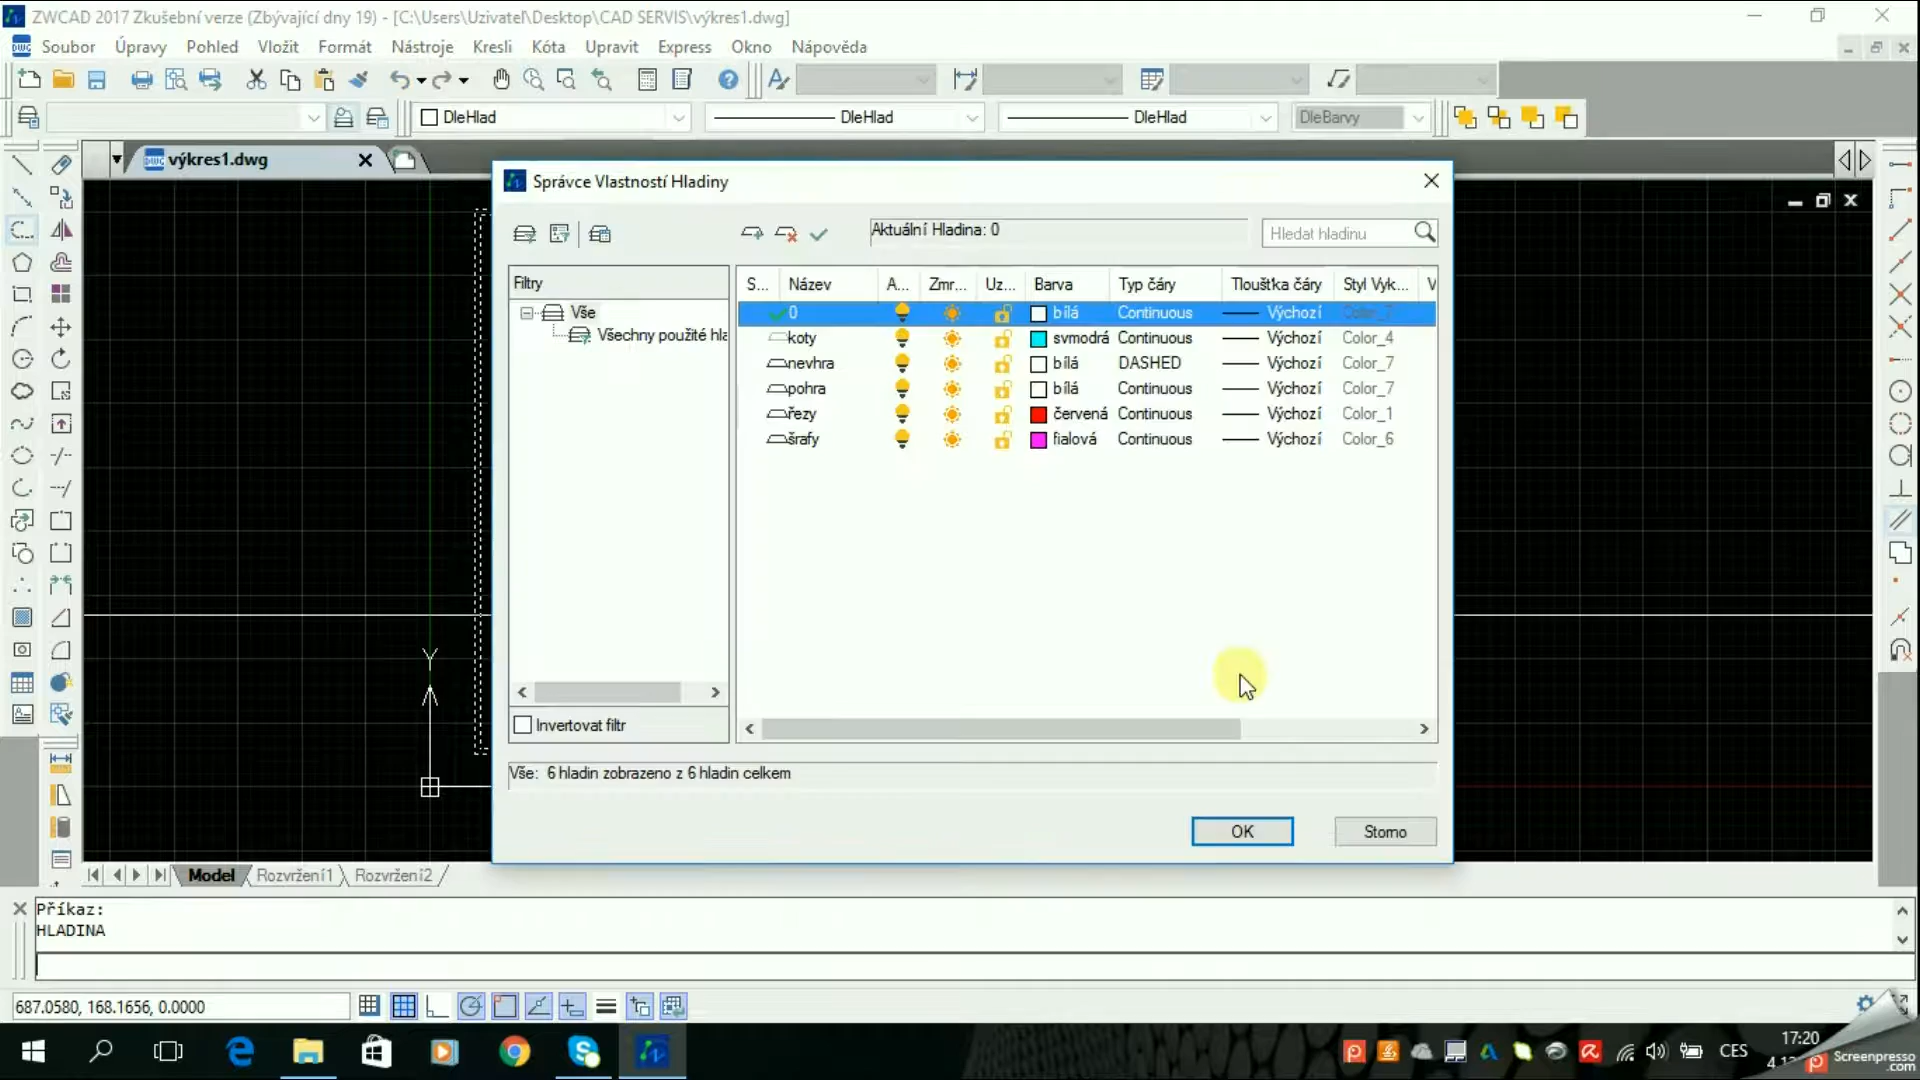 ZWCAD 2017 Zkušební verze (Zbývající dny 19) - [C:\Users\Uzivatel\Desktop\CAD SERVIS\výkres1.dwg]
DWG Soubor Úpravy Pohled Vložit Formát Nástroje Kresli Kóta Upravit Express Okno Nápověda
DleHlad DleHlad DleHlad DleBarvy
DWG výkres1.dwg
Správce Vlastností Hladiny
Aktuální Hladina: 0
Hledat hladinu
Filtry
Vše
Všechny použité hla
S... Název A... Zmr... Uz... Barva Typ čáry Tlouštka čáry Styl Vyk... V
0 bílá Continuous Výchozí Color_7
koty svmodrá Continuous Výchozí Color_4
nevhra bílá DASHED Výchozí Color_7
pohra bílá Continuous Výchozí Color_7
řezy červená Continuous Výchozí Color_1
šrafy fialová Continuous Výchozí Color_6
Invertovat filtr
Vše: 6 hladin zobrazeno z 6 hladin celkem
OK Storno
Y
Model Rozvržení1 Rozvržení2
Příkaz:
HLADINA
687.0580, 168.1656, 0.0000
CES
17:20
Screenpresso
.com